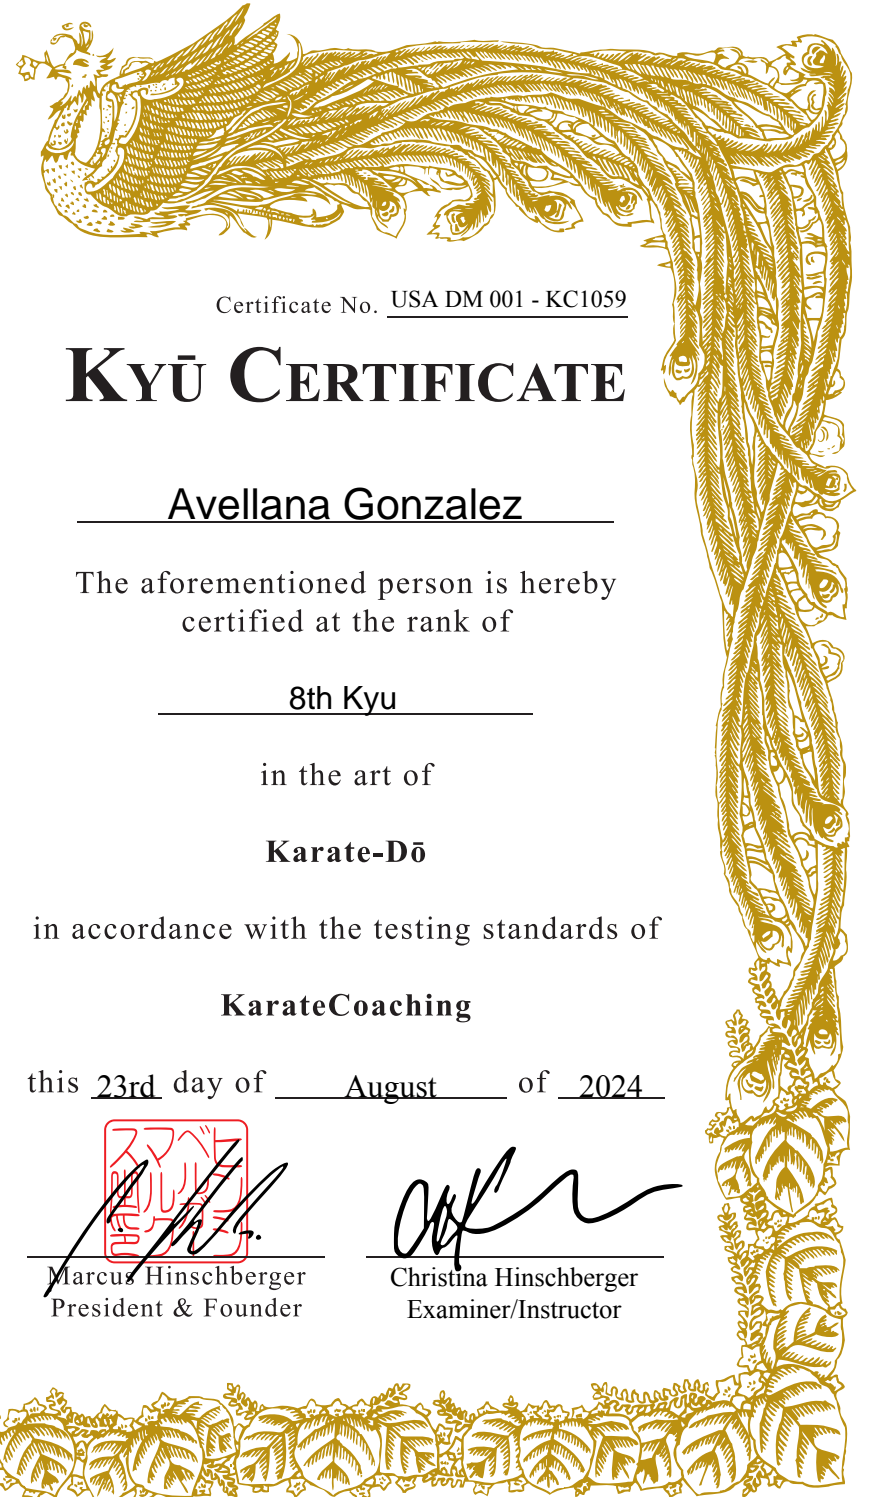 Certificate No. USA DM 001 - KC1059
KYŪ CERTIFICATE
Avellana Gonzalez
The aforementioned person is hereby
certified at the rank of
8th Kyu
in the art of
Karate-Dō
in accordance with the testing standards of
KarateCoaching
this 23rd day of August of 2024
Marcus Hinschberger
President & Founder
Christina Hinschberger
Examiner/Instructor